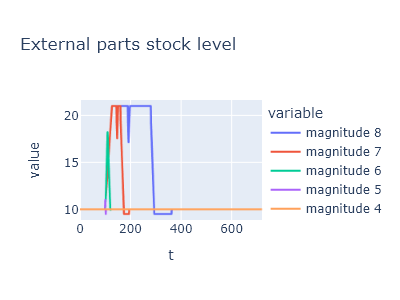 External parts stock level
variable
20
magnitude 8
magnitude 7
value
15
magnitude 6
magnitude 5
10
magnitude 4
0
200
400
600
t